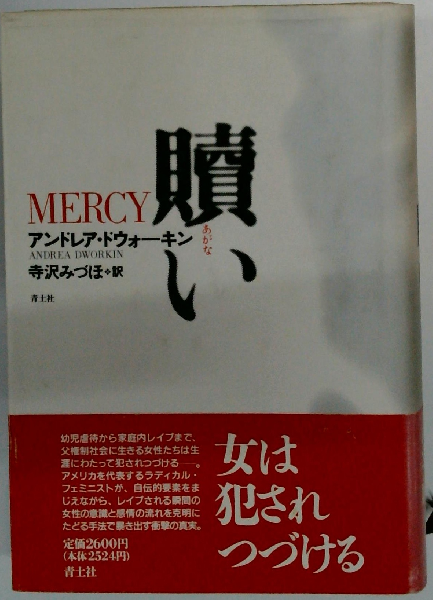 贖い
あがな
MERCY
アンドレア・ドウォーキン
ANDREA DWORKIN
寺沢みづほ・訳
青土社
女は
犯され
つづける
幼児虐待から家庭内レイプまで、
父権制社会に生きる女性たちは生
涯にわたって犯されつづける——。
アメリカを代表するラディカル・
フェミニストが、自伝的要素をま
じえながら、レイプされる瞬間の
女性の意識と感情の流れを克明に
たどる手法で暴き出す衝撃の真実。
定価2600円
(本体2524円)
青土社